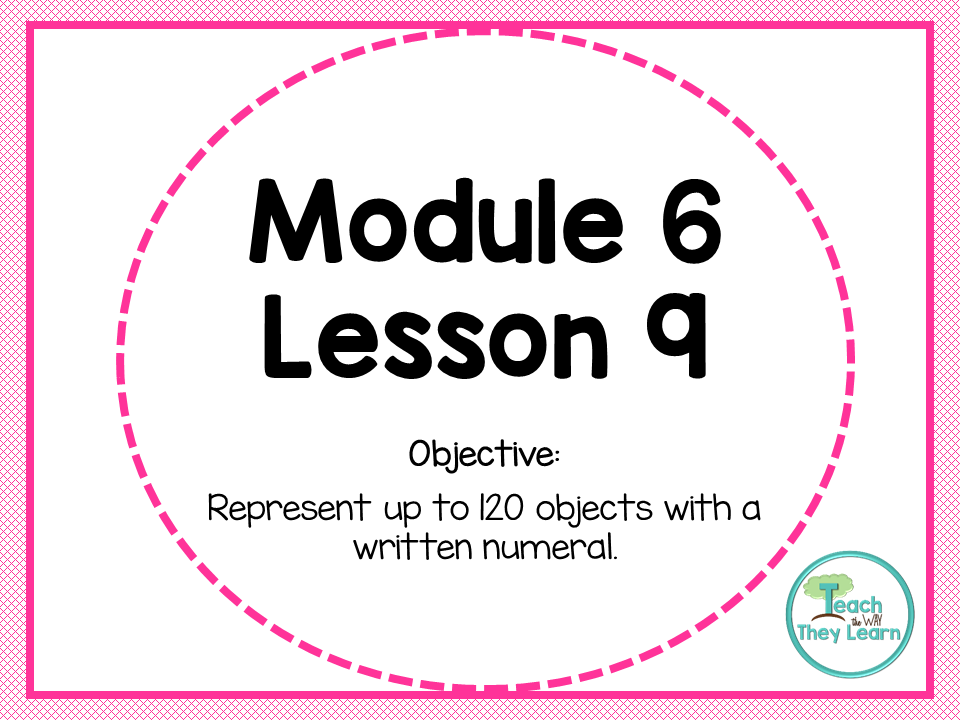 Module 6
Lesson 9
Objective:
Represent up to 120 objects with a
written numeral.
Teach
the WAY
They Learn